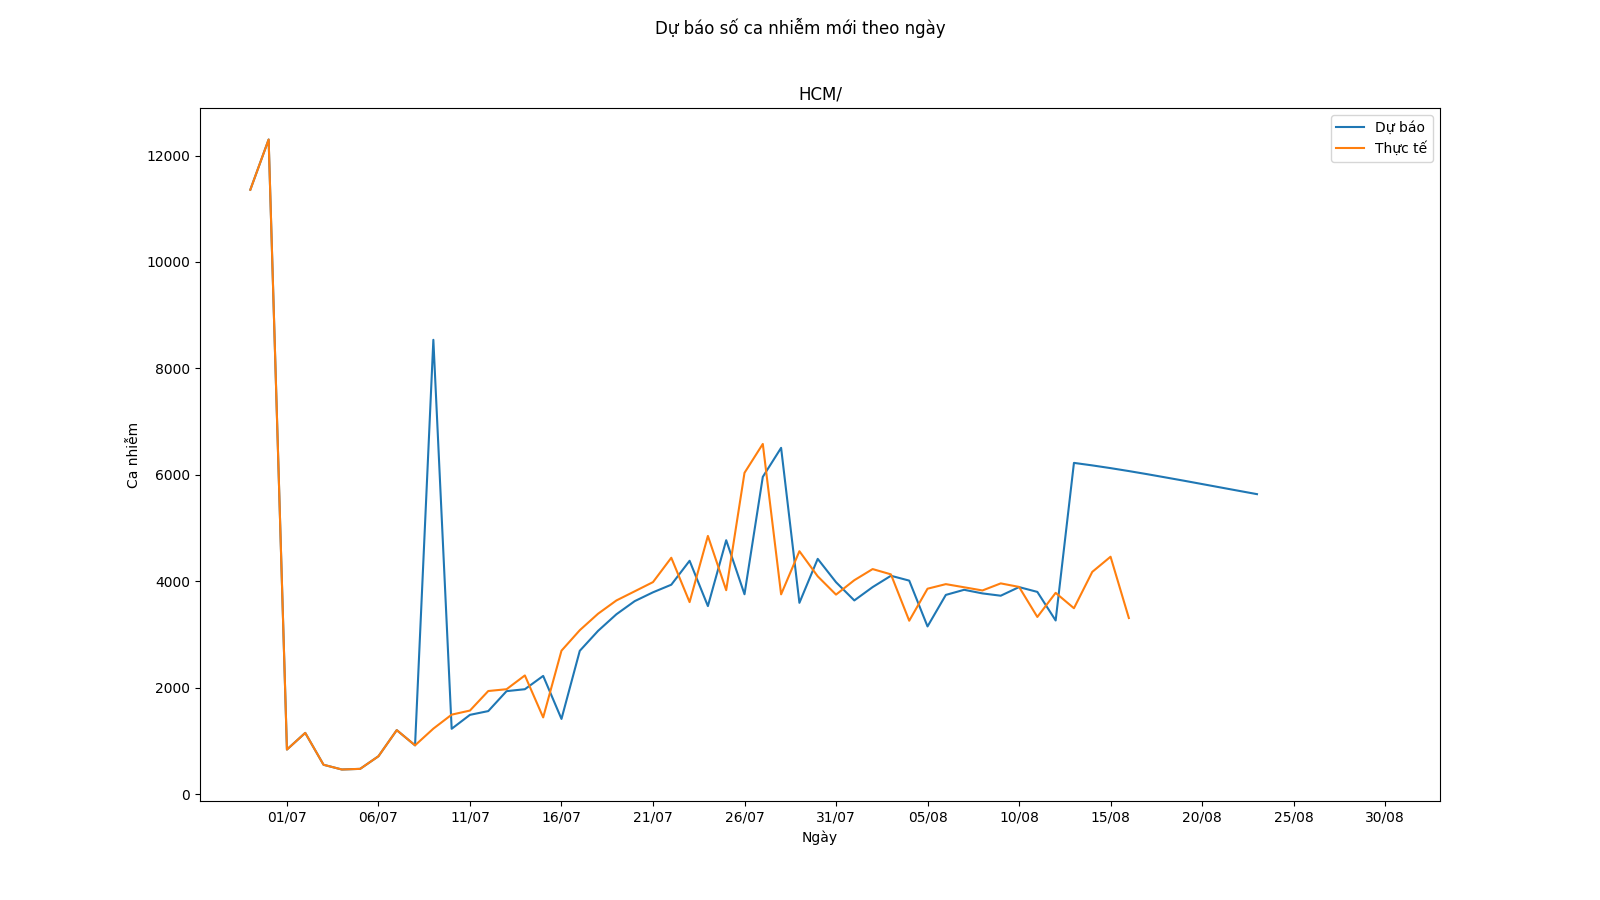 Dự báo số ca nhiễm mới theo ngày
HCM/
Dự báo
Thực tế
12000
10000
8000
6000
4000
2000
0
Ca nhiễm
01/07 06/07 11/07 16/07 21/07 26/07 31/07 05/08 10/08 15/08 20/08 25/08 30/08
Ngày